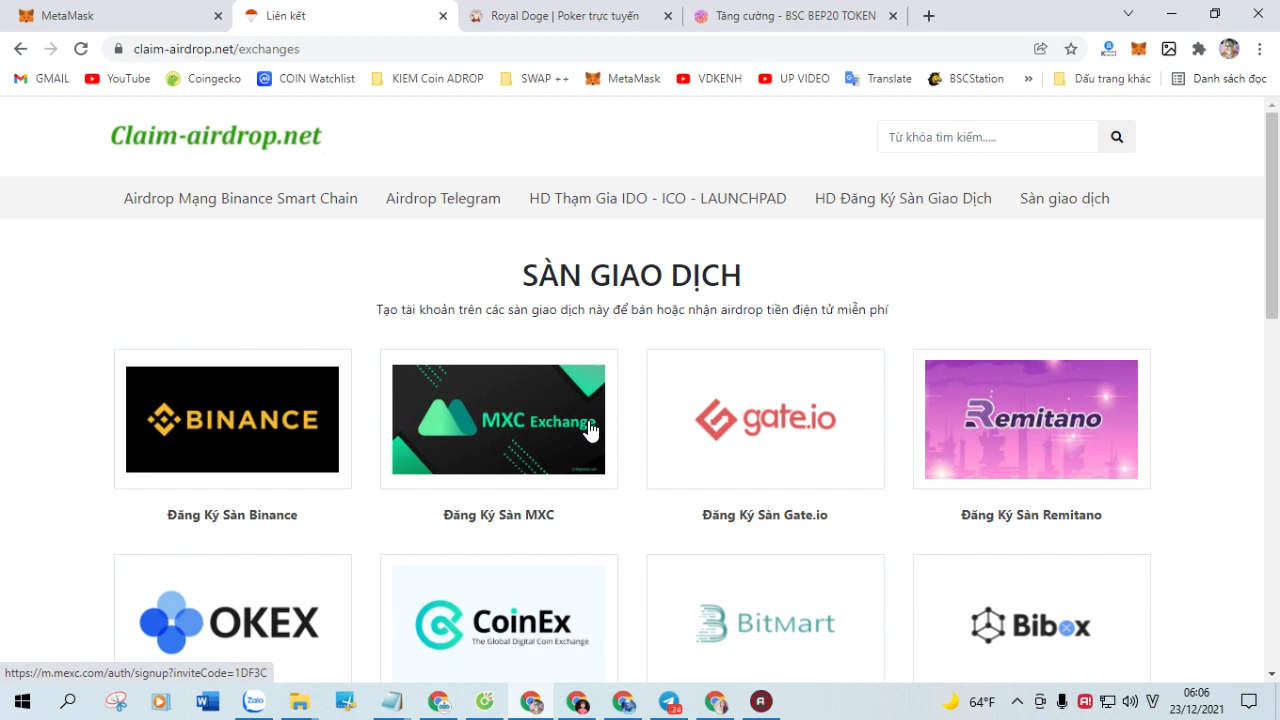 MetaMask
Liên kết
Royal Doge | Poker trực tuyến
Tăng cường - BSC BEP20 TOKEN
claim-airdrop.net/exchanges
GMAIL
YouTube
Coingecko
COIN Watchlist
KIEM Coin ADROP
SWAP ++
MetaMask
VDKENH
UP VIDEO
Translate
BSCStation
»
Dấu trang khác
Danh sách đọc
Claim-airdrop.net
Từ khóa tìm kiếm.....
Airdrop Mạng Binance Smart Chain
Airdrop Telegram
HD Thạm Gia IDO - ICO - LAUNCHPAD
HD Đăng Ký Sàn Giao Dịch
Sàn giao dịch
SÀN GIAO DỊCH
Tạo tài khoản trên các sàn giao dịch này để bán hoặc nhận airdrop tiền điện tử miễn phí
BINANCE
MXC Exchange
gate.io
Remitano
Đăng Ký Sàn Binance
Đăng Ký Sàn MXC
Đăng Ký Sàn Gate.io
Đăng Ký Sàn Remitano
OKEX
CoinEx
The Global Digital Coin Exchange
BitMart
Bibox
https://m.mexc.com/auth/signup?inviteCode=1DF3C
Zalo
24
64°F
06:06
23/12/2021